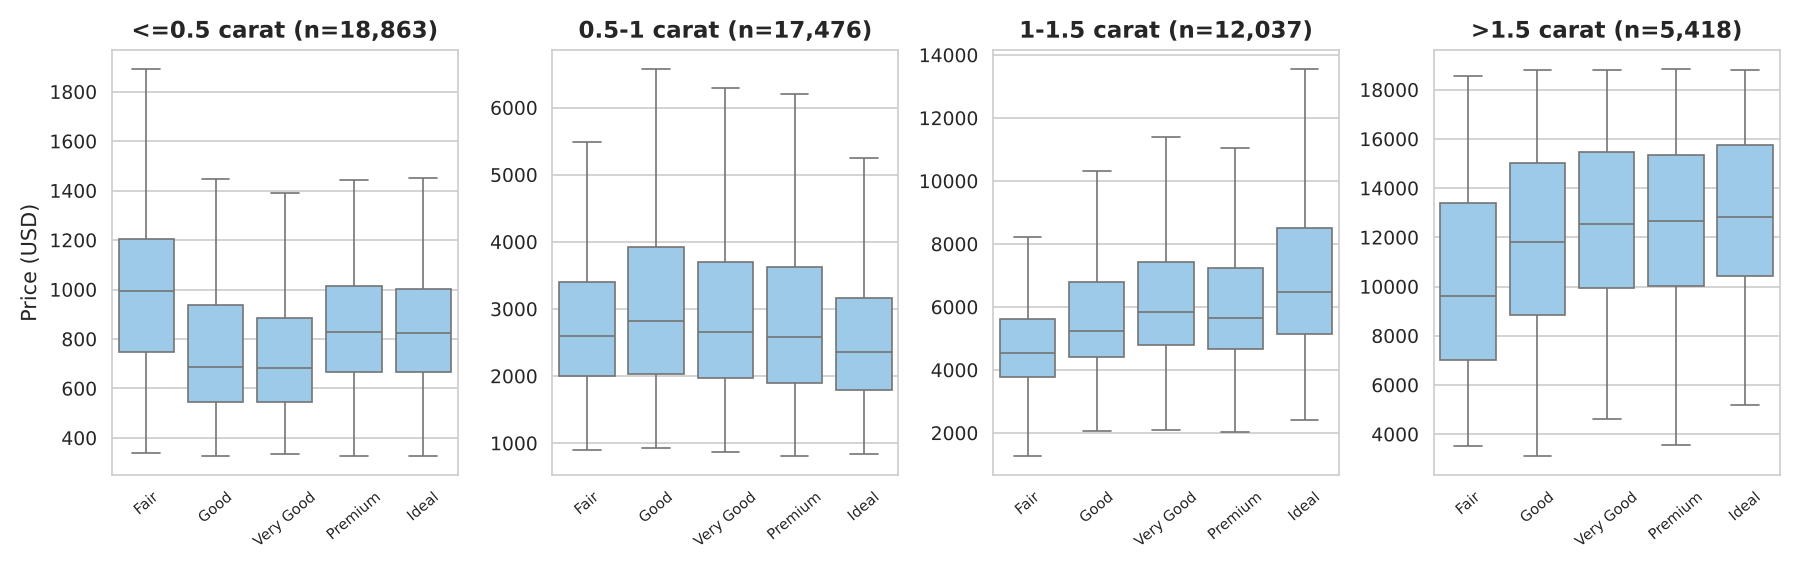 <=0.5 carat (n=18,863)
0.5-1 carat (n=17,476)
1-1.5 carat (n=12,037)
>1.5 carat (n=5,418)
Price (USD)
1800
1600
1400
1200
1000
800
600
400
Fair
Good
Very Good
Premium
Ideal
6000
5000
4000
3000
2000
1000
Fair
Good
Very Good
Premium
Ideal
14000
12000
10000
8000
6000
4000
2000
Fair
Good
Very Good
Premium
Ideal
18000
16000
14000
12000
10000
8000
6000
4000
Fair
Good
Very Good
Premium
Ideal